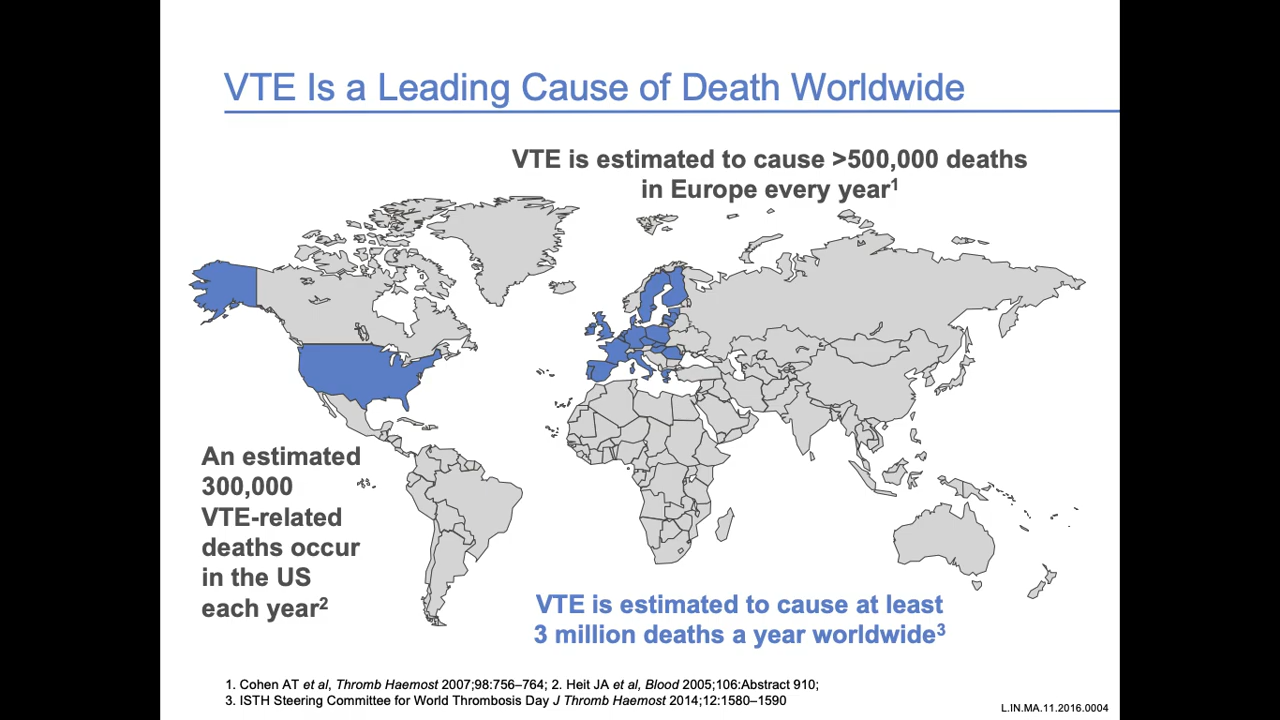 VTE Is a Leading Cause of Death Worldwide
VTE is estimated to cause >500,000 deaths
in Europe every year¹
An estimated
300,000
VTE-related
deaths occur
in the US
each year²
VTE is estimated to cause at least
3 million deaths a year worldwide³
1. Cohen AT et al, Thromb Haemost 2007;98:756–764; 2. Heit JA et al, Blood 2005;106:Abstract 910;
3. ISTH Steering Committee for World Thrombosis Day J Thromb Haemost 2014;12:1580–1590
L.IN.MA.11.2016.0004